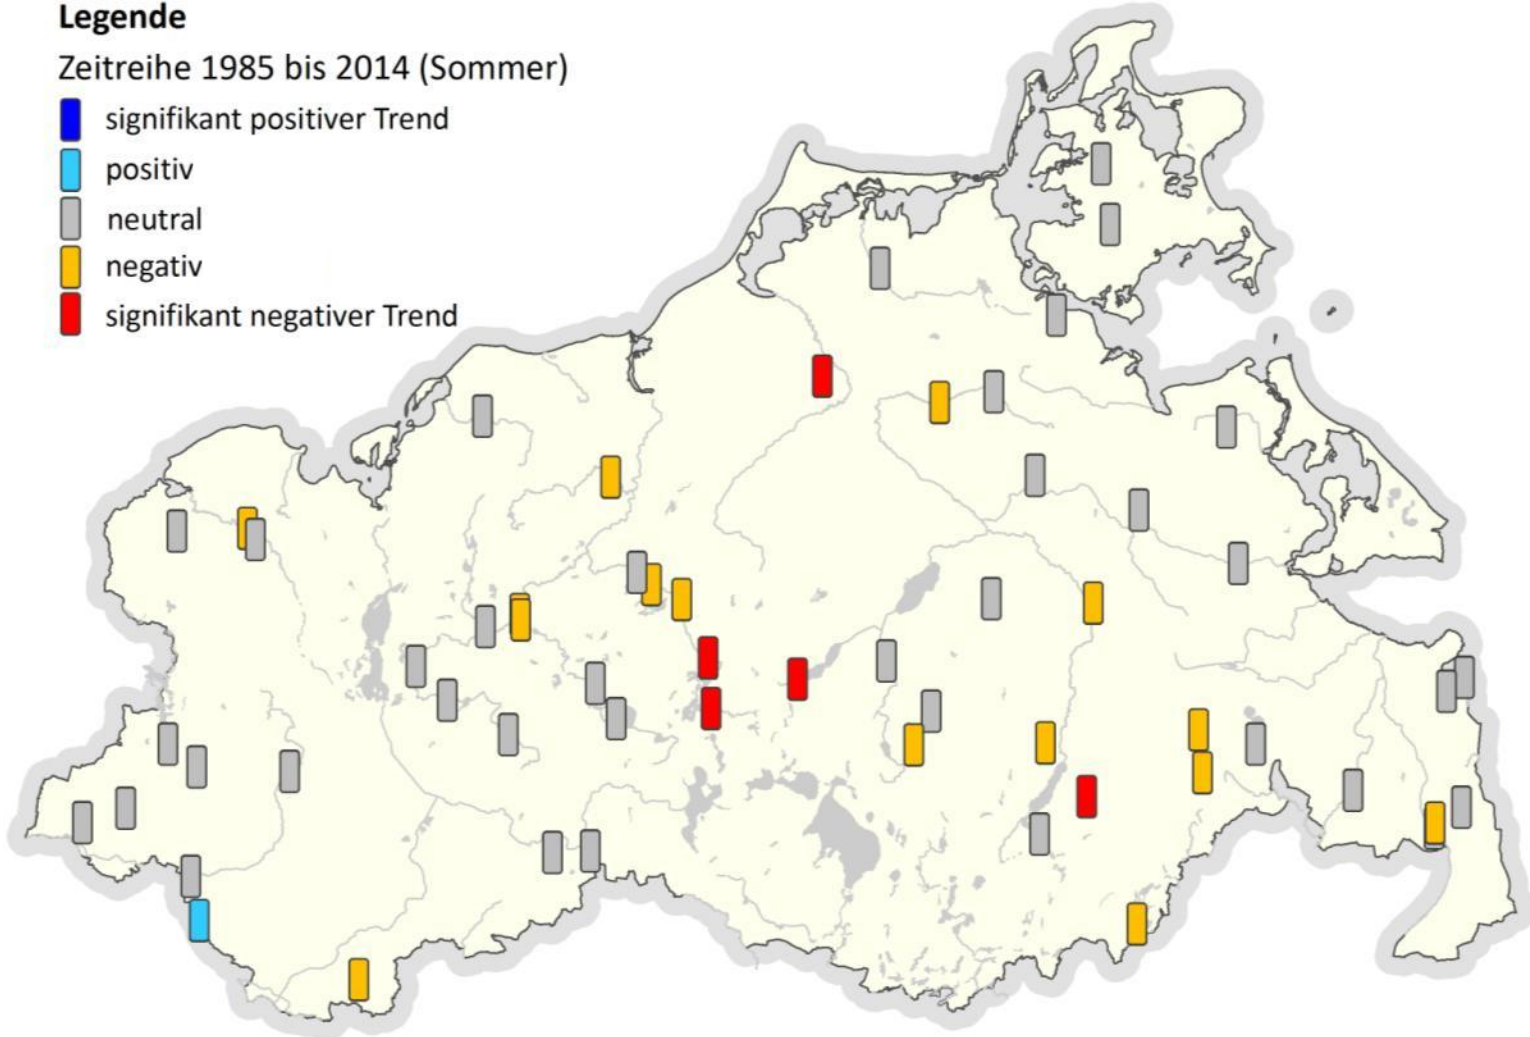 Legende
Zeitreihe 1985 bis 2014 (Sommer)
signifikant positiver Trend
positiv
neutral
negativ
signifikant negativer Trend